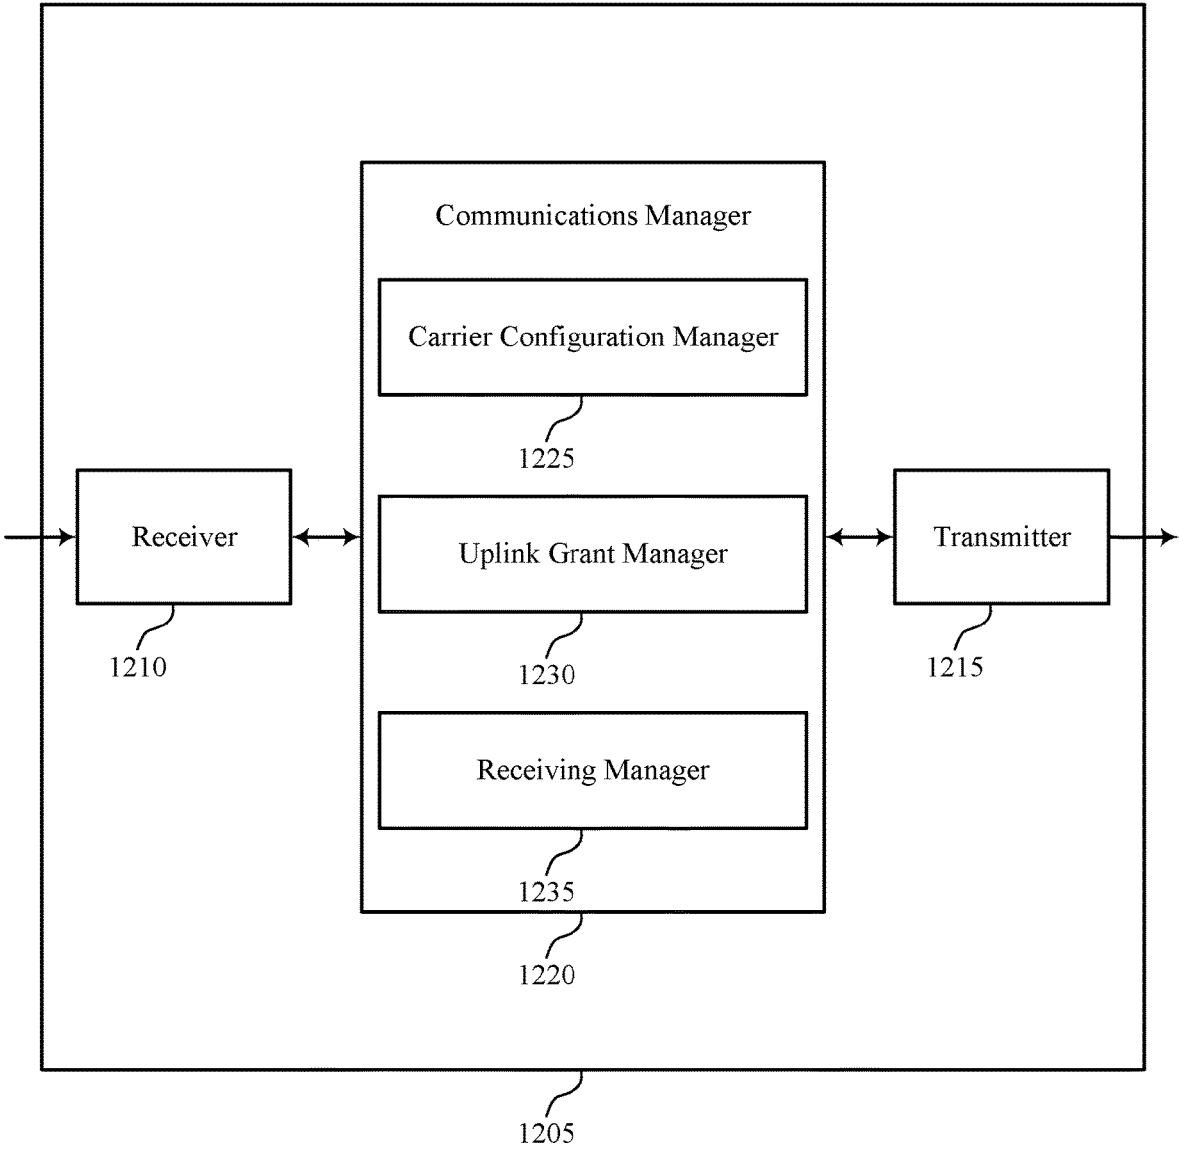 Communications Manager
Carrier Configuration Manager
1225
Receiver
1210
Uplink Grant Manager
1230
Transmitter
1215
Receiving Manager
1235
1220
1205